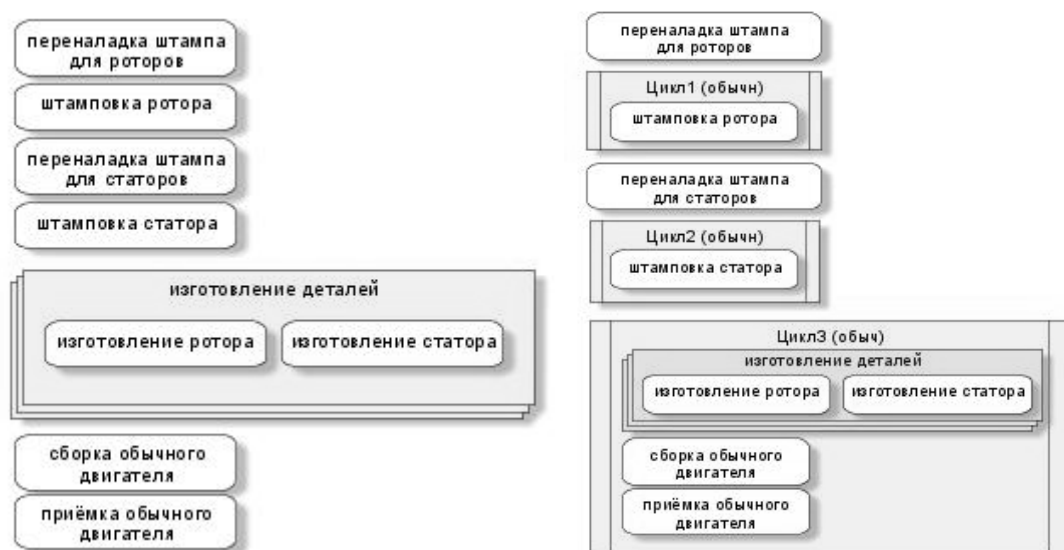 переналадка штампа
для роторов
штамповка ротора
переналадка штампа
для статоров
штамповка статора
изготовление деталей
изготовление ротора
изготовление статора
сборка обычного
двигателя
приёмка обычного
двигателя
переналадка штампа
для роторов
Цикл1 (обычн)
штамповка ротора
переналадка штампа
для статоров
Цикл2 (обычн)
штамповка статора
Цикл3 (обыч)
изготовление деталей
изготовление ротора
изготовление статора
сборка обычного
двигателя
приёмка обычного
двигателя